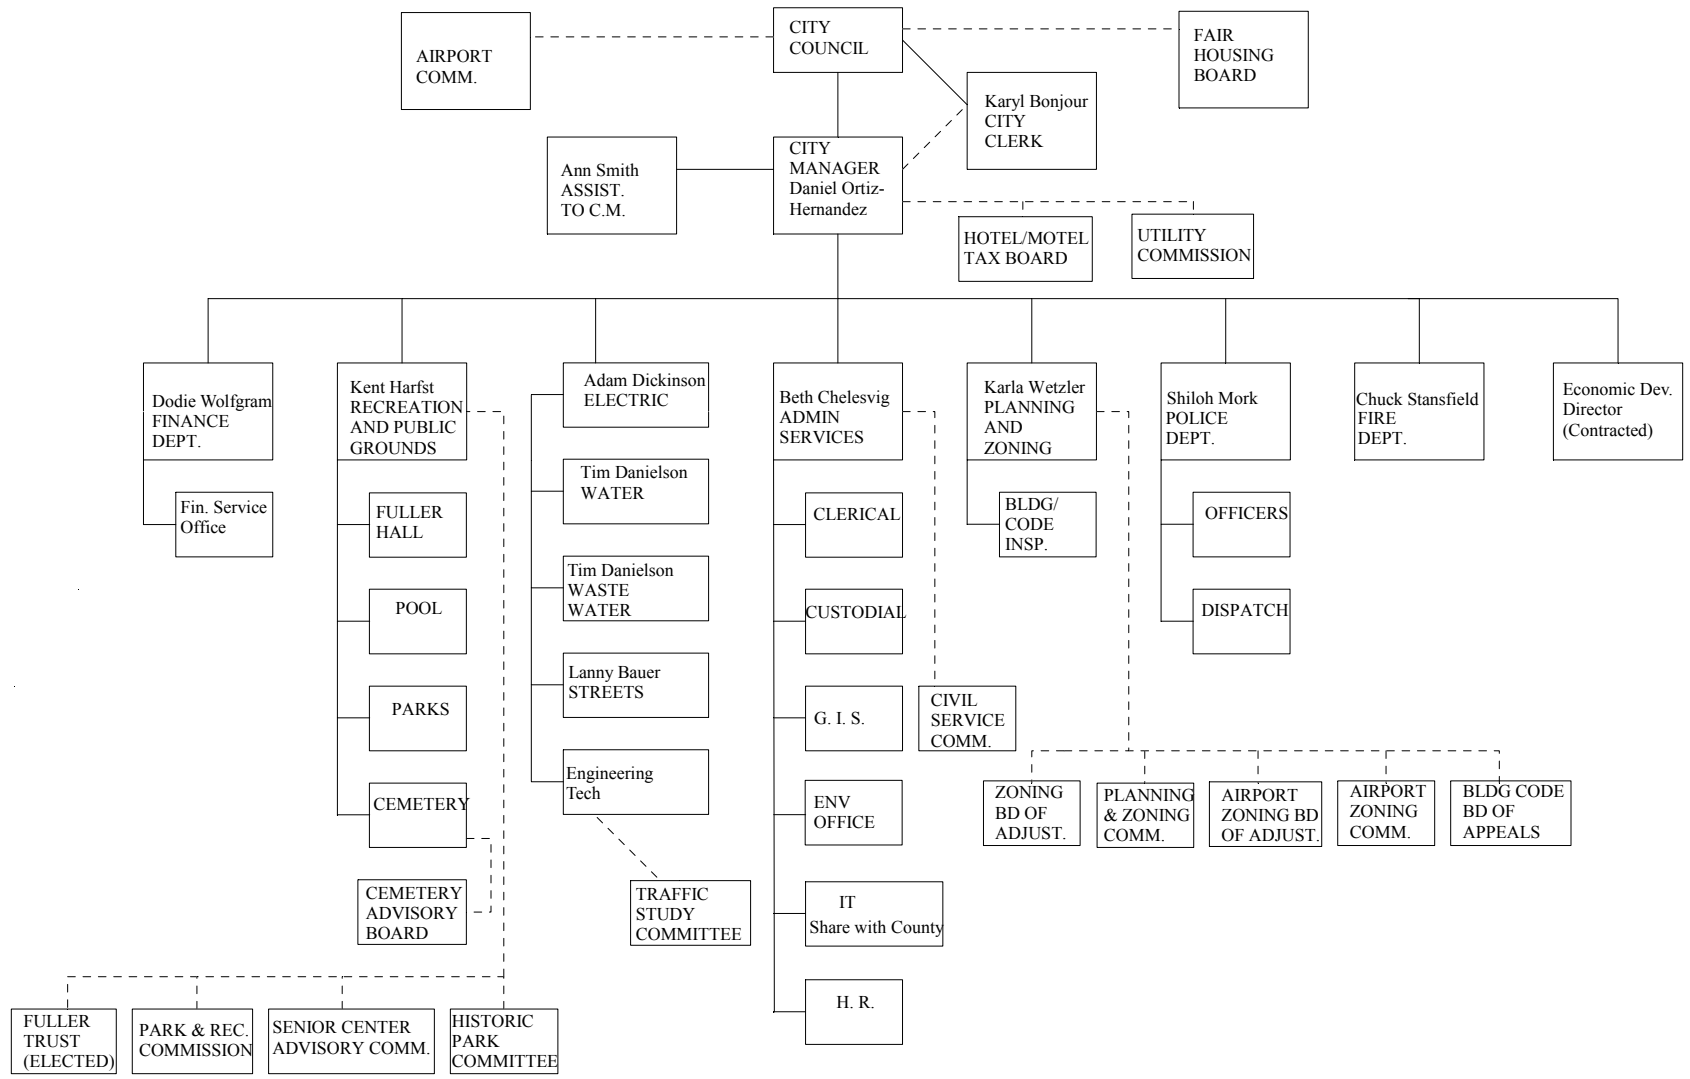 AIRPORT
COMM.
CITY
COUNCIL
FAIR
HOUSING
BOARD
Karyl Bonjour
CITY
CLERK
Ann Smith
ASSIST.
TO C.M.
CITY
MANAGER
Daniel Ortiz-
Hernandez
HOTEL/MOTEL
TAX BOARD
UTILITY
COMMISSION
Dodie Wolfgram
FINANCE
DEPT.
Kent Harfst
RECREATION
AND PUBLIC
GROUNDS
Adam Dickinson
ELECTRIC
Beth Chelesvig
ADMIN
SERVICES
Karla Wetzler
PLANNING
AND
ZONING
Shiloh Mork
POLICE
DEPT.
Chuck Stansfield
FIRE
DEPT.
Economic Dev.
Director
(Contracted)
Fin. Service
Office
FULLER
HALL
Tim Danielson
WATER
CLERICAL
BLDG/
CODE
INSP.
OFFICERS
POOL
Tim Danielson
WASTE
WATER
CUSTODIAL
DISPATCH
PARKS
Lanny Bauer
STREETS
G. I. S.
CIVIL
SERVICE
COMM.
CEMETERY
Engineering
Tech
ENV
OFFICE
ZONING
BD OF
ADJUST.
PLANNING
& ZONING
COMM.
AIRPORT
ZONING BD
OF ADJUST.
AIRPORT
ZONING
COMM.
BLDG CODE
BD OF
APPEALS
CEMETERY
ADVISORY
BOARD
TRAFFIC
STUDY
COMMITTEE
IT
Share with County
H. R.
FULLER
TRUST
(ELECTED)
PARK & REC.
COMMISSION
SENIOR CENTER
ADVISORY COMM.
HISTORIC
PARK
COMMITTEE